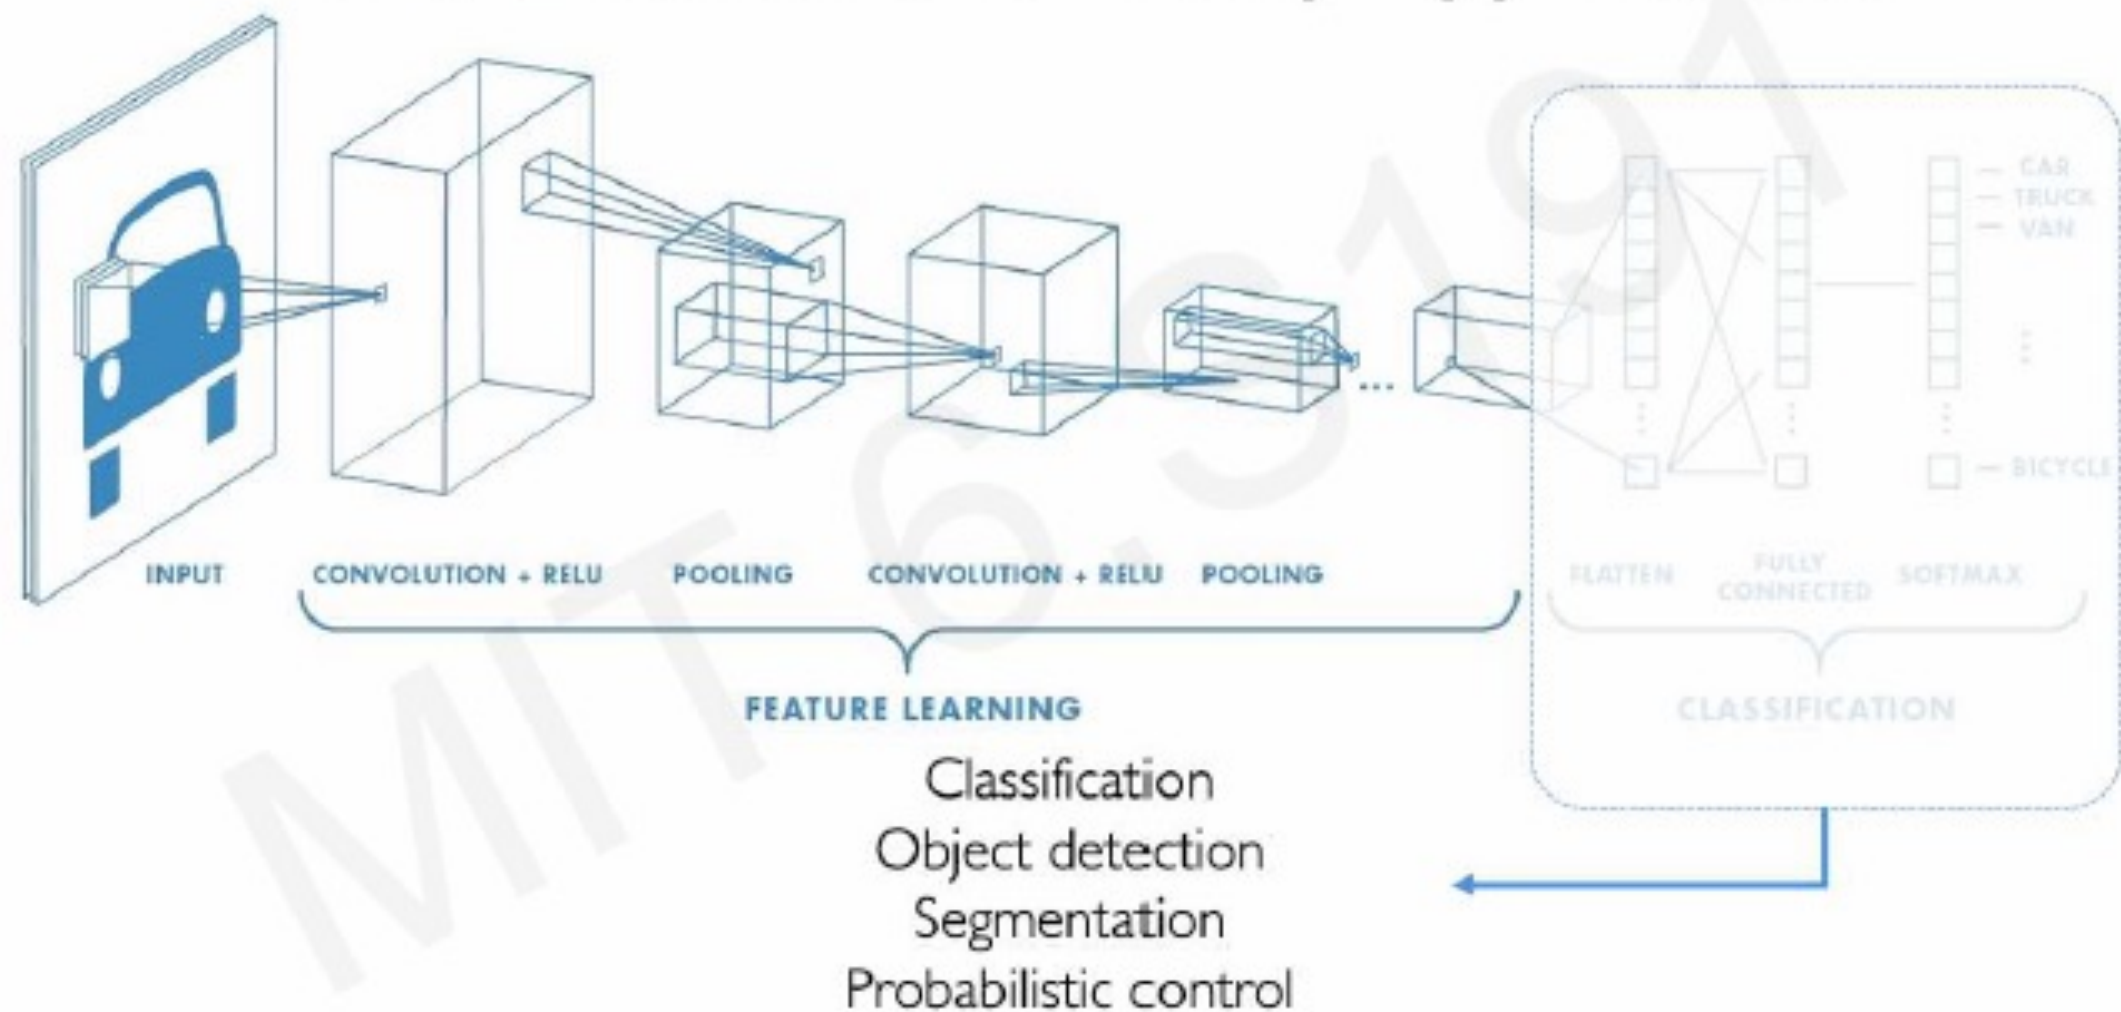 CAR
TRUCK
VAN
BICYCLE
INPUT
CONVOLUTION + RELU
POOLING
CONVOLUTION + RELU
POOLING
FLATTEN
FULLY
CONNECTED
SOFTMAX
FEATURE LEARNING
CLASSIFICATION
Classification
Object detection
Segmentation
Probabilistic control
MIT 6.S191